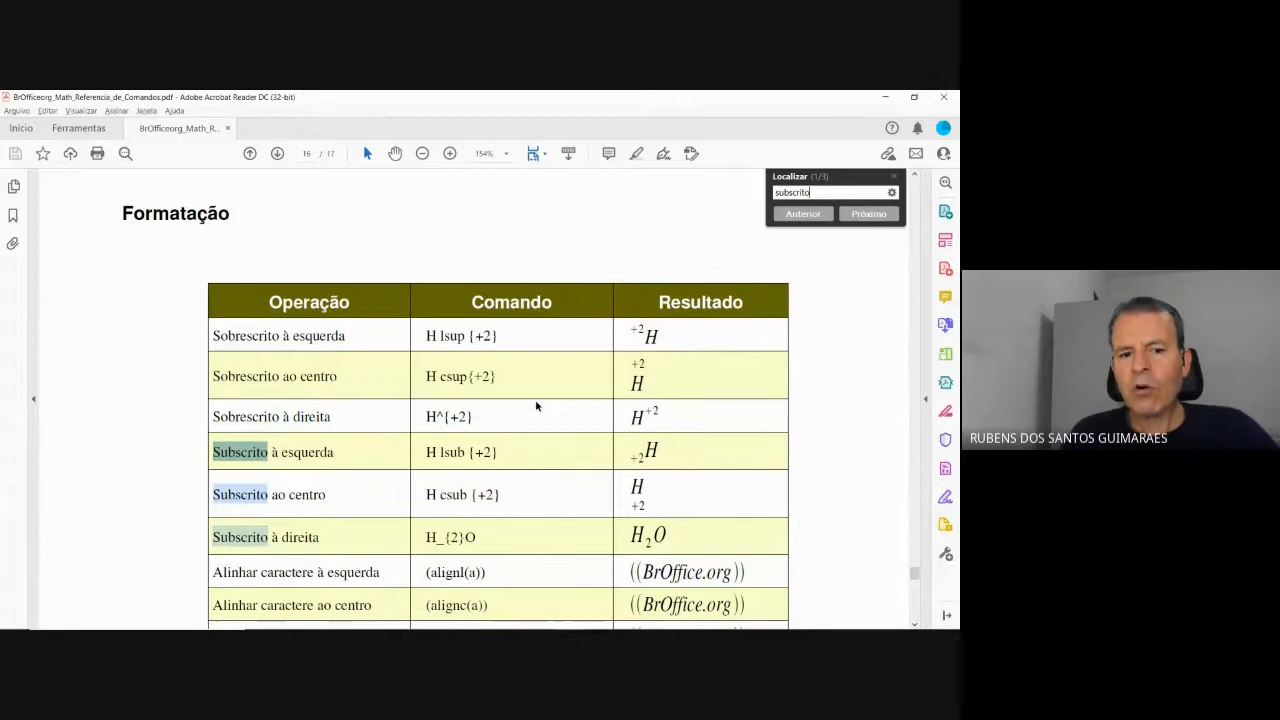 BrOfficeorg_Math_Referencia_de_Comandos.pdf - Adobe Acrobat Reader DC (32-bit)
Arquivo Editar Visualizar Assinar Janela Ajuda
Início Ferramentas BrOfficeorg_Math_R... ×
16 / 17 154%
Localizar (1/3)
subscrito
Anterior Próximo
Formatação
Operação Comando Resultado
Sobrescrito à esquerda H lsup {+2} +2H
Sobrescrito ao centro H csup{+2} +2
H
Sobrescrito à direita H^{+2} H+2
Subscrito à esquerda H lsub {+2} +2H
Subscrito ao centro H csub {+2} H
+2
Subscrito à direita H_{2}O H2O
Alinhar caractere à esquerda (alignl(a)) ((BrOffice.org))
Alinhar caractere ao centro (alignc(a)) ((BrOffice.org))
RUBENS DOS SANTOS GUIMARAES